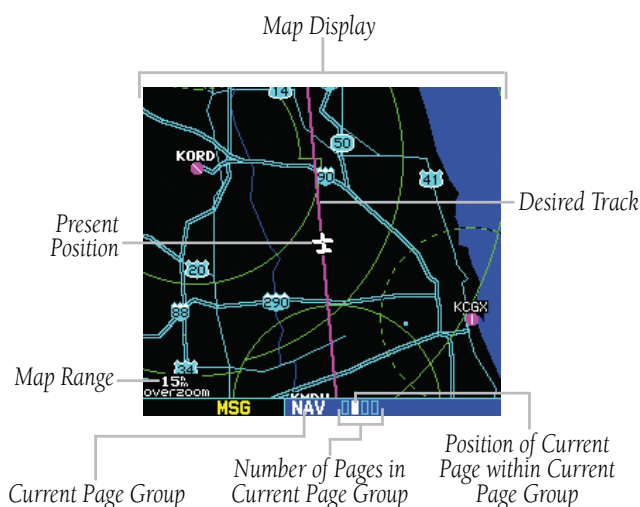 Map Display
14
KORD
50
90
41
Desired Track
Present
Position
20
290
KCGX
88
34
Map Range
15
overzoom
MSG
NAV
Current Page Group
Number of Pages in
Current Page Group
Position of Current
Page within Current
Page Group